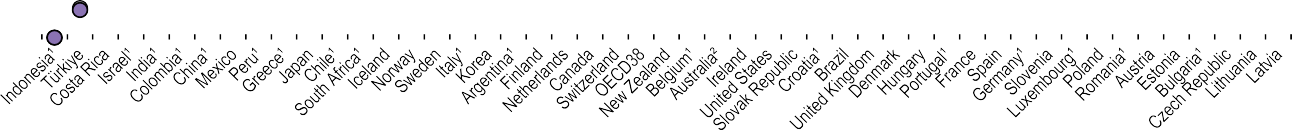 Indonesia¹
Türkiye
Costa Rica
Israel¹
India¹
Colombia¹
China¹
Mexico
Peru¹
Greece¹
Japan
Chile¹
South Africa¹
Iceland
Norway
Sweden
Italy¹
Korea
Argentina¹
Finland
Netherlands
Canada
Switzerland
OECD38
New Zealand
Belgium¹
Australia²
Ireland
United States
Slovak Republic
Croatia¹
Brazil
United Kingdom
Denmark
Hungary
Portugal¹
France
Spain
Germany¹
Slovenia
Luxembourg¹
Poland
Romania¹
Austria
Estonia
Bulgaria¹
Czech Republic
Lithuania
Latvia